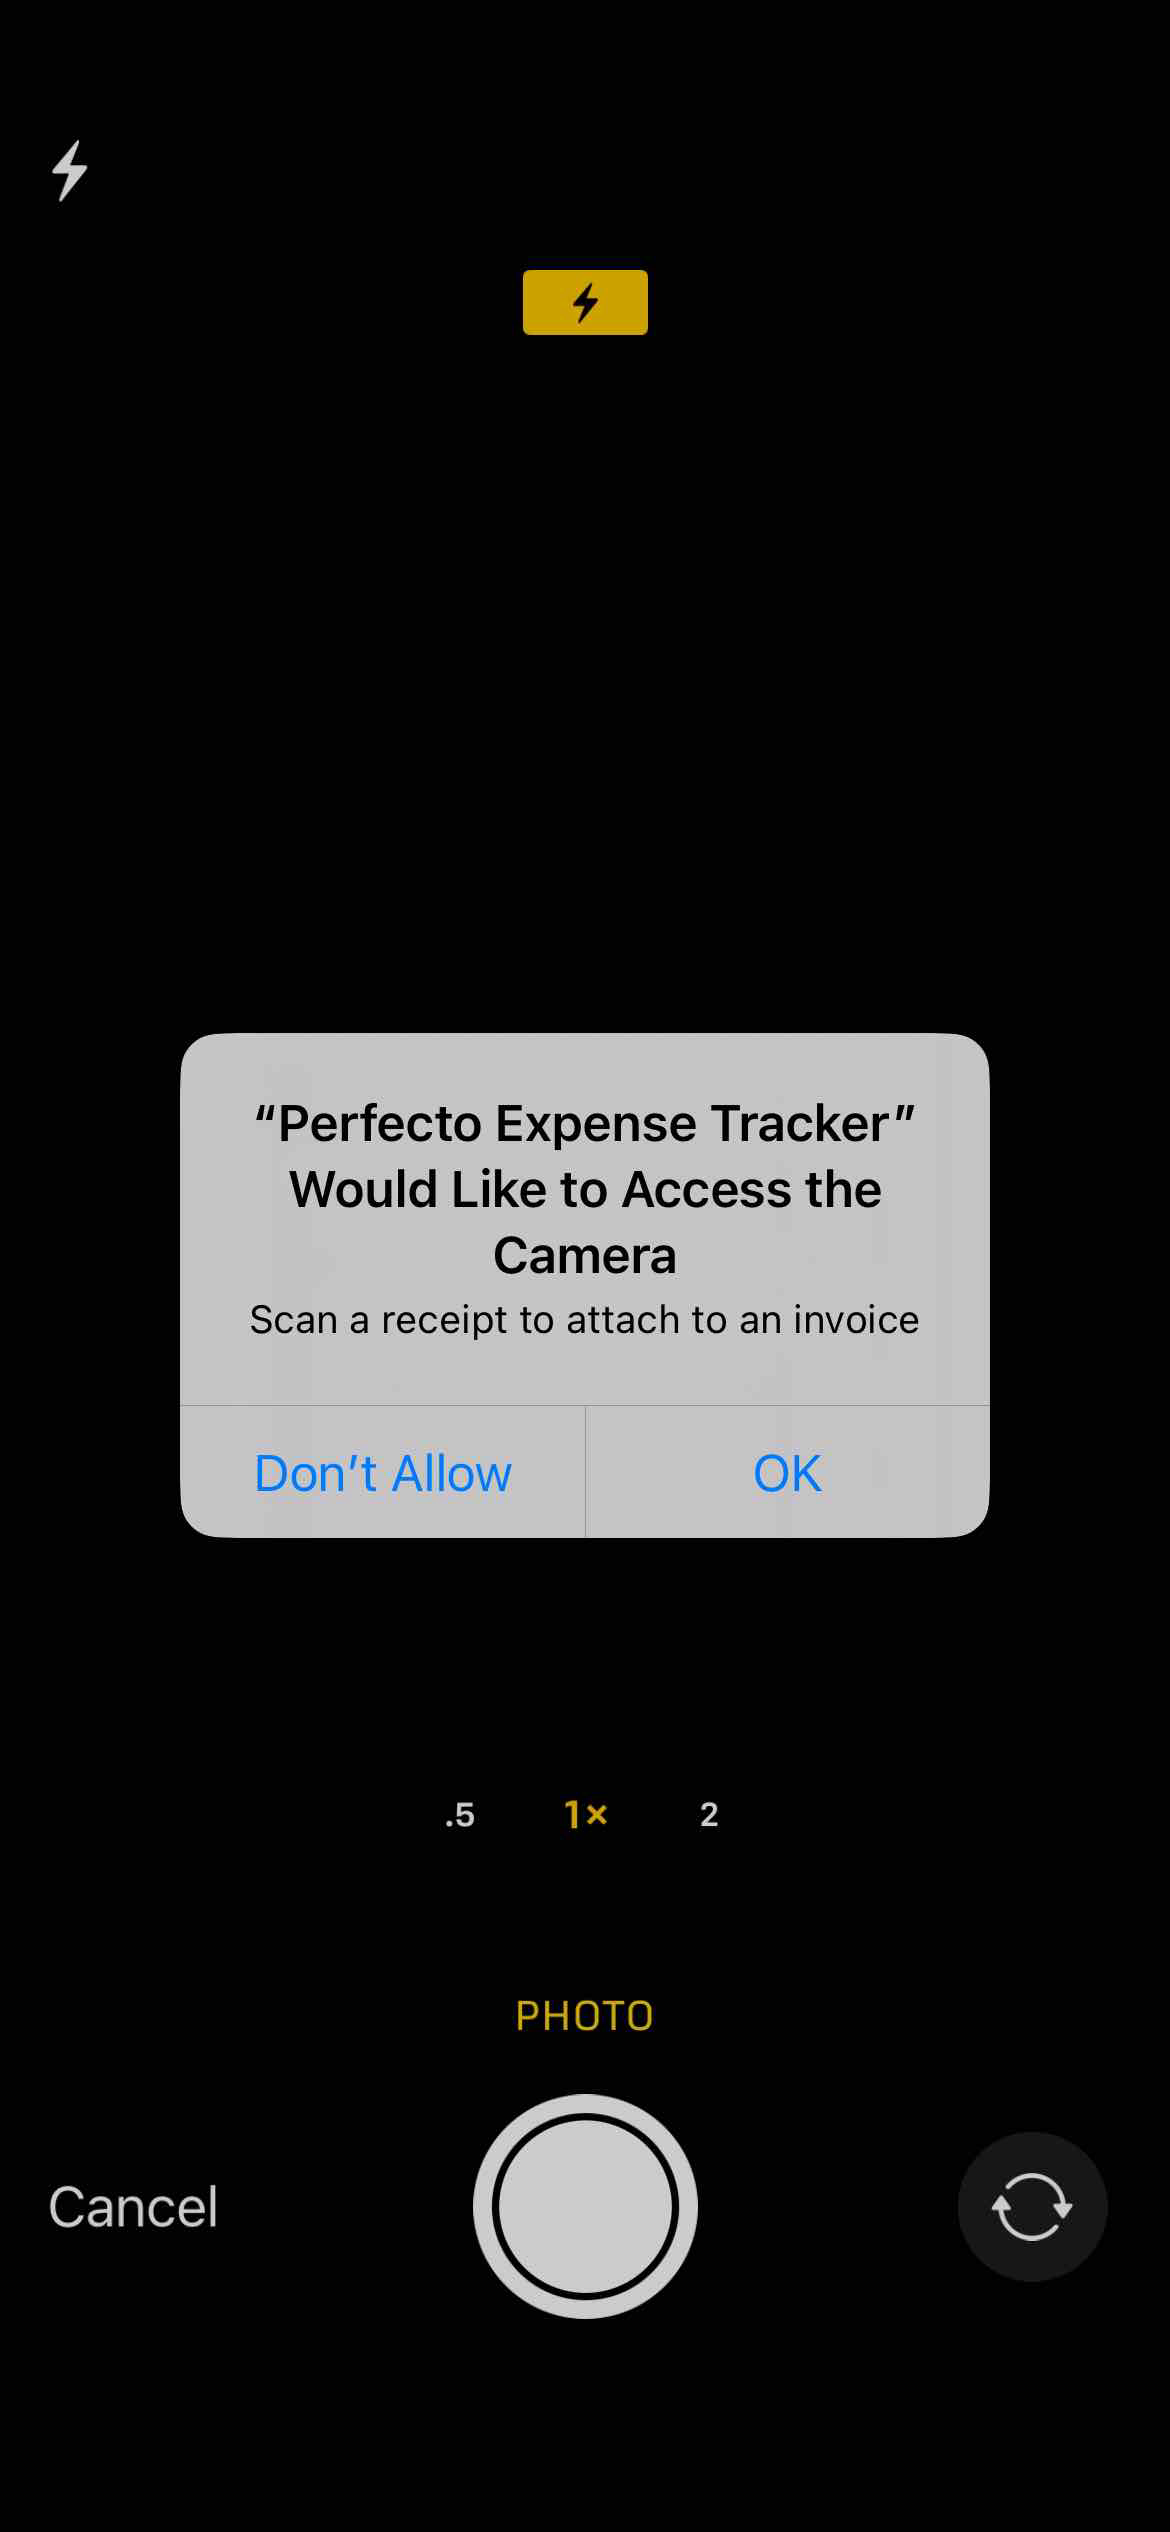 “Perfecto Expense Tracker”
Would Like to Access the
Camera
Scan a receipt to attach to an invoice
Don’t Allow
OK
.5
1×
2
PHOTO
Cancel